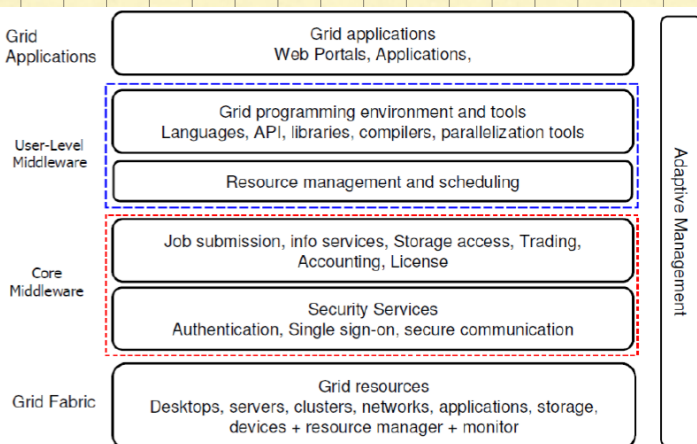 Grid
Applications
Grid applications
Web Portals, Applications,
User-Level
Middleware
Grid programming environment and tools
Languages, API, libraries, compilers, parallelization tools
Resource management and scheduling
Core
Middleware
Job submission, info services, Storage access, Trading,
Accounting, License
Security Services
Authentication, Single sign-on, secure communication
Grid Fabric
Grid resources
Desktops, servers, clusters, networks, applications, storage,
devices + resource manager + monitor
Adaptive Management